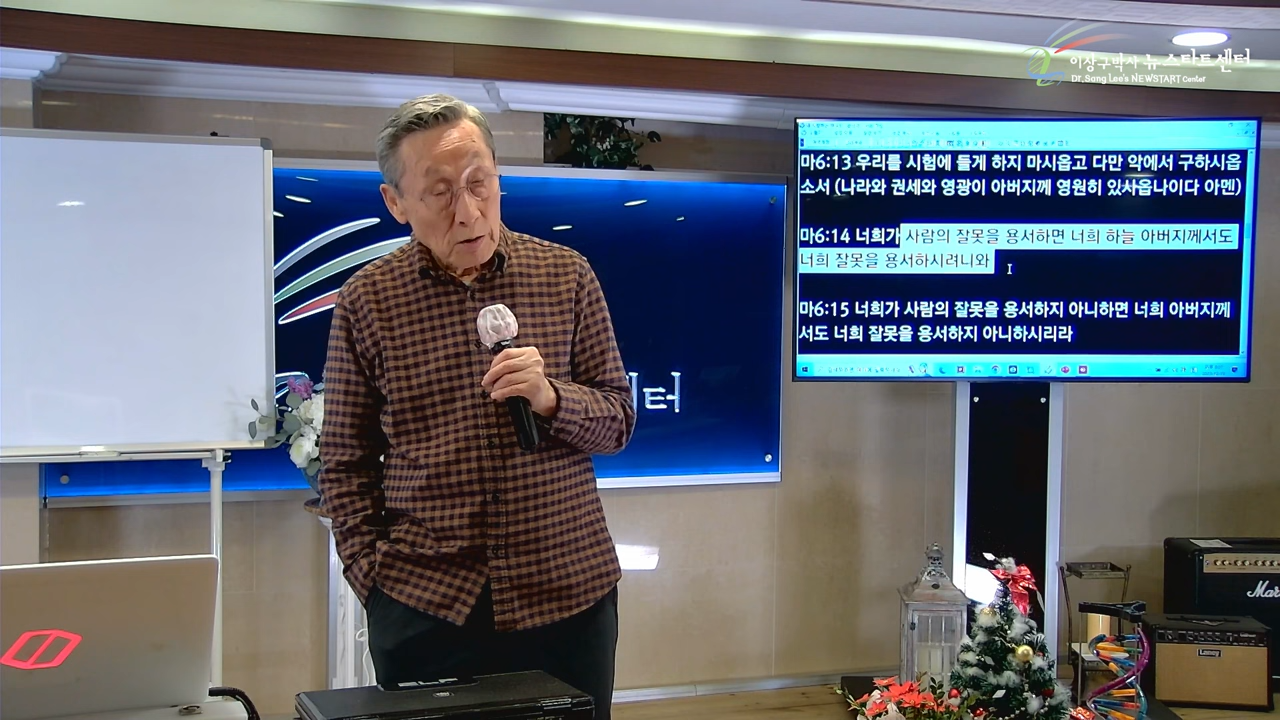 이상구박사 뉴스타트센터
Dr. Sang Lee's NEWSTART Center
마6:13 우리를 시험에 들게 하지 마시옵고 다만 악에서 구하시옵
소서 (나라와 권세와 영광이 아버지께 영원히 있사옵나이다 아멘)
마6:14 너희가 사람의 잘못을 용서하면 너희 하늘 아버지께서도
너희 잘못을 용서하시려니와
마6:15 너희가 사람의 잘못을 용서하지 아니하면 너희 아버지께
서도 너희 잘못을 용서하지 아니하시리라
터
Mar
Laney